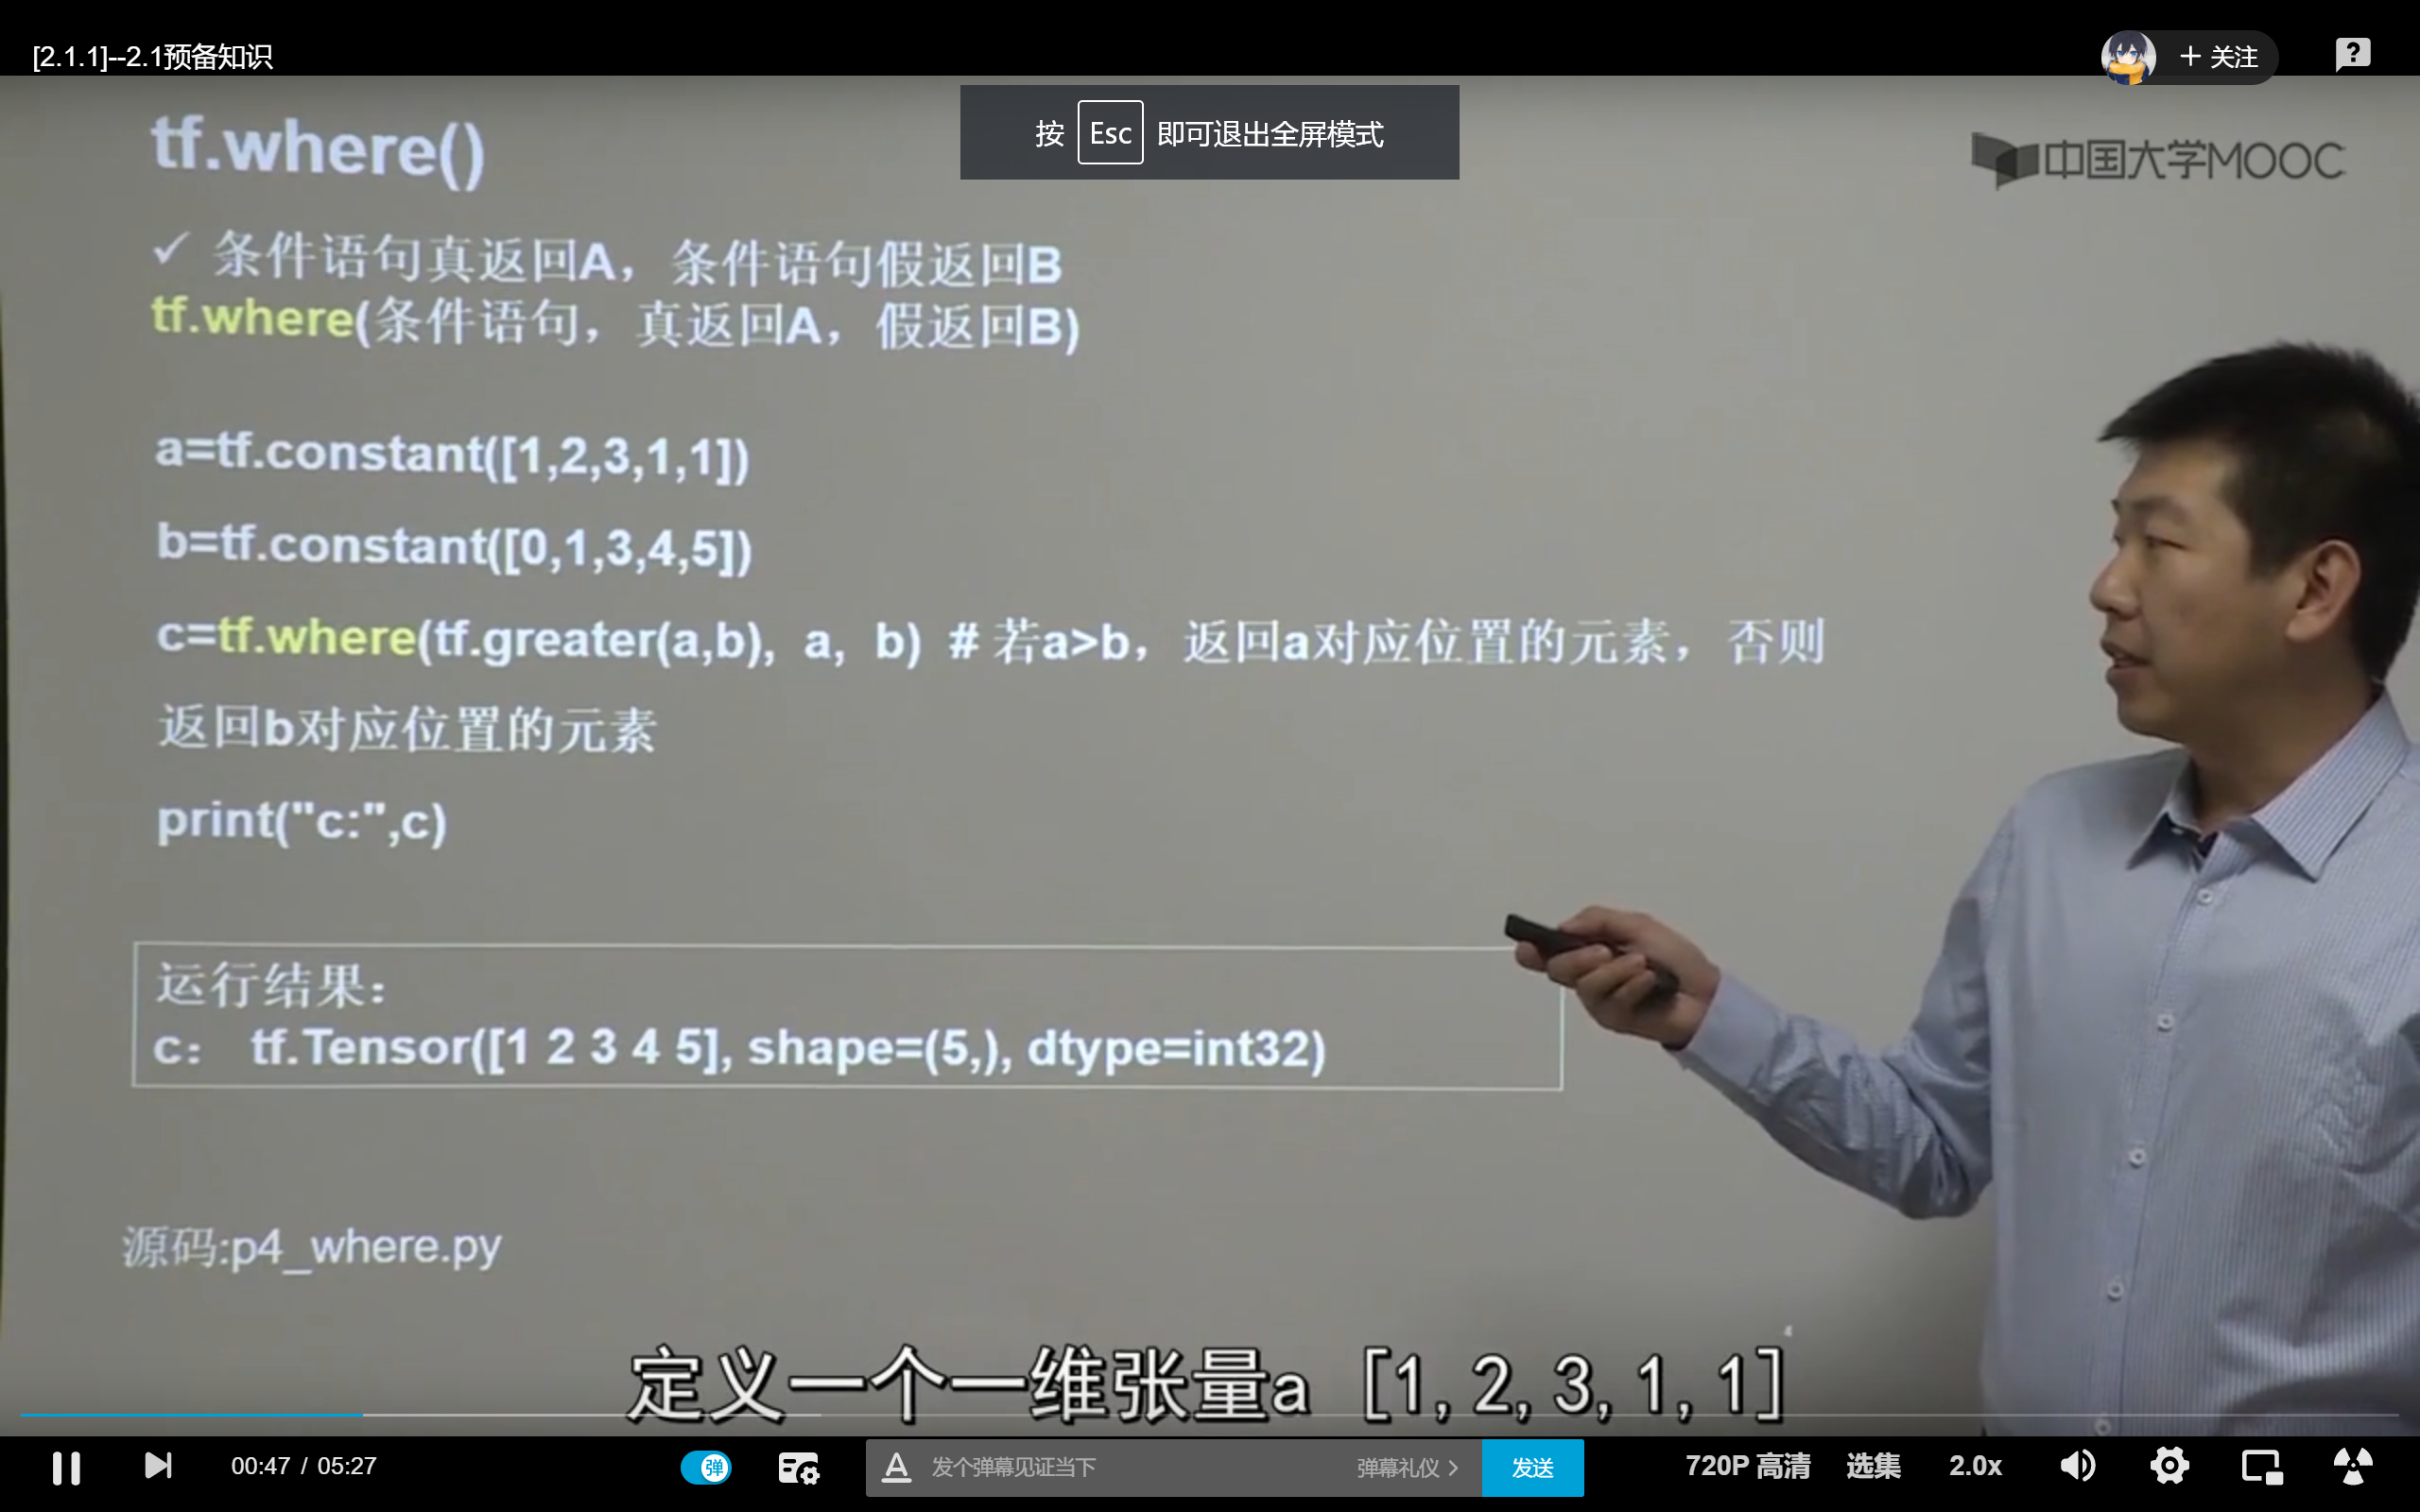 [2.1.1]--2.1预备知识
+ 关注
按 Esc 即可退出全屏模式
中国大学MOOC
tf.where()
✓ 条件语句真返回A，条件语句假返回B
tf.where(条件语句，真返回A，假返回B)
a=tf.constant([1,2,3,1,1])
b=tf.constant([0,1,3,4,5])
c=tf.where(tf.greater(a,b), a, b) # 若a>b，返回a对应位置的元素，否则
返回b对应位置的元素
print("c:",c)
运行结果：
c： tf.Tensor([1 2 3 4 5], shape=(5,), dtype=int32)
源码:p4_where.py
4
定义一个一维张量a [1,2,3,1,1]
00:47 / 05:27
弹
A 发个弹幕见证当下
弹幕礼仪 >
发送
720P 高清
选集
2.0x